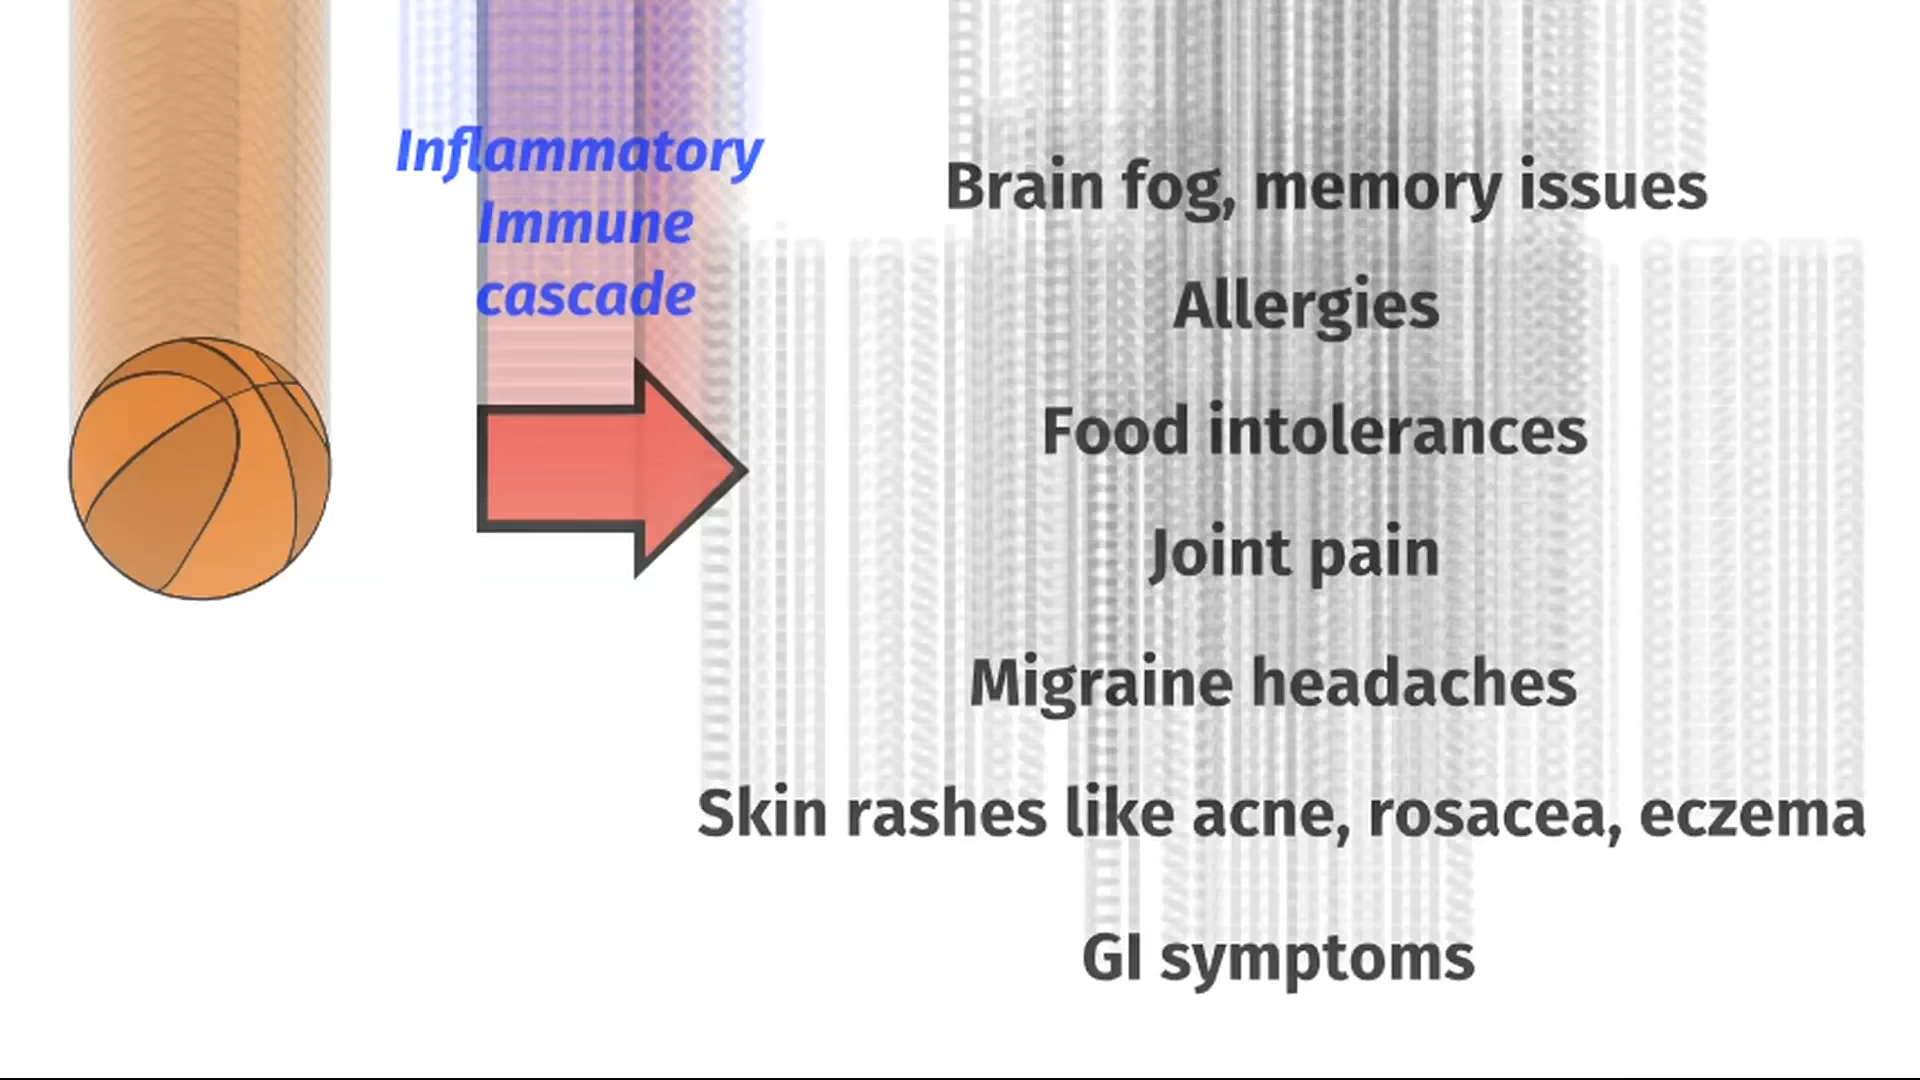 Inflammatory
Immune
cascade
Brain fog, memory issues
Allergies
Food intolerances
Joint pain
Migraine headaches
Skin rashes like acne, rosacea, eczema
GI symptoms